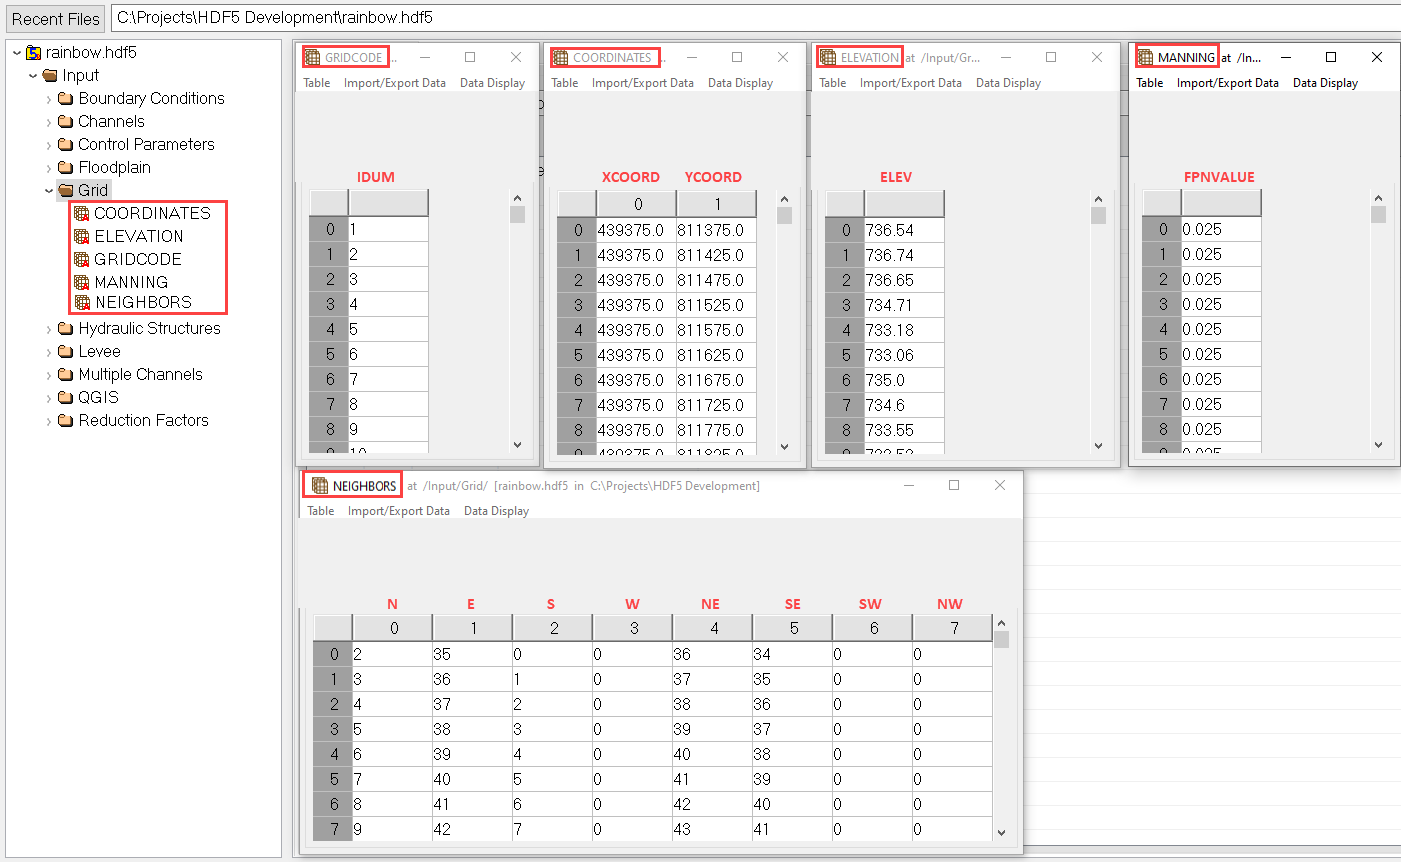 Recent Files C:\Projects\HDF5 Development\rainbow.hdf5
rainbow.hdf5
Input
Boundary Conditions
Channels
Control Parameters
Floodplain
Grid
COORDINATES
ELEVATION
GRIDCODE
MANNING
NEIGHBORS
Hydraulic Structures
Levee
Multiple Channels
QGIS
Reduction Factors
GRIDCODE ..
Table Import/Export Data Data Display
IDUM
0 1
1 2
2 3
3 4
4 5
5 6
6 7
7 8
8 9
9 10
COORDINATES ..
Table Import/Export Data Data Display
XCOORD YCOORD
0 1
0 439375.0 811375.0
1 439375.0 811425.0
2 439375.0 811475.0
3 439375.0 811525.0
4 439375.0 811575.0
5 439375.0 811625.0
6 439375.0 811675.0
7 439375.0 811725.0
8 439375.0 811775.0
9 439375.0 811825.0
ELEVATION at /Input/Gr...
Table Import/Export Data Data Display
ELEV
0 736.54
1 736.74
2 736.65
3 734.71
4 733.18
5 733.06
6 735.0
7 734.6
8 733.55
9
MANNING at /In...
Table Import/Export Data Data Display
FPNVALUE
0 0.025
1 0.025
2 0.025
3 0.025
4 0.025
5 0.025
6 0.025
7 0.025
8 0.025
9 0.025
NEIGHBORS at /Input/Grid/ [rainbow.hdf5 in C:\Projects\HDF5 Development]
Table Import/Export Data Data Display
N E S W NE SE SW NW
0 1 2 3 4 5 6 7
0 2 35 0 0 36 34 0 0
1 3 36 1 0 37 35 0 0
2 4 37 2 0 38 36 0 0
3 5 38 3 0 39 37 0 0
4 6 39 4 0 40 38 0 0
5 7 40 5 0 41 39 0 0
6 8 41 6 0 42 40 0 0
7 9 42 7 0 43 41 0 0